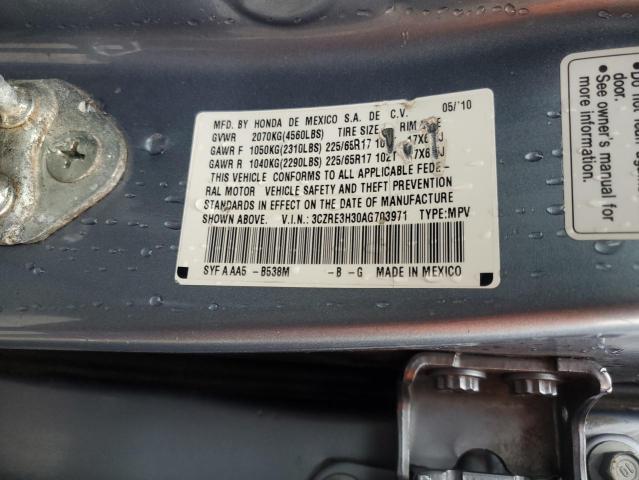 MFD. BY HONDA DE MEXICO S.A. DE C.V. 05/'10
GVWR 2070KG(4560LBS) TIRE SIZE RIM
GAWR F 1050KG(2310LBS) 225/65R17
GAWR R 1040KG(2290LBS) 225/65R17 102T
THIS VEHICLE CONFORMS TO ALL APPLICABLE FEDE-
RAL MOTOR VEHICLE SAFETY AND THEFT PREVENTION
STANDARDS IN EFFECT ON THE DATE OF MANUFACTURE
SHOWN ABOVE. V.I.N.: 3CZRE3H30AG703971 TYPE:MPV
SYF A AA5 -B538M -B -G MADE IN MEXICO
door.
•See owner's
manual for